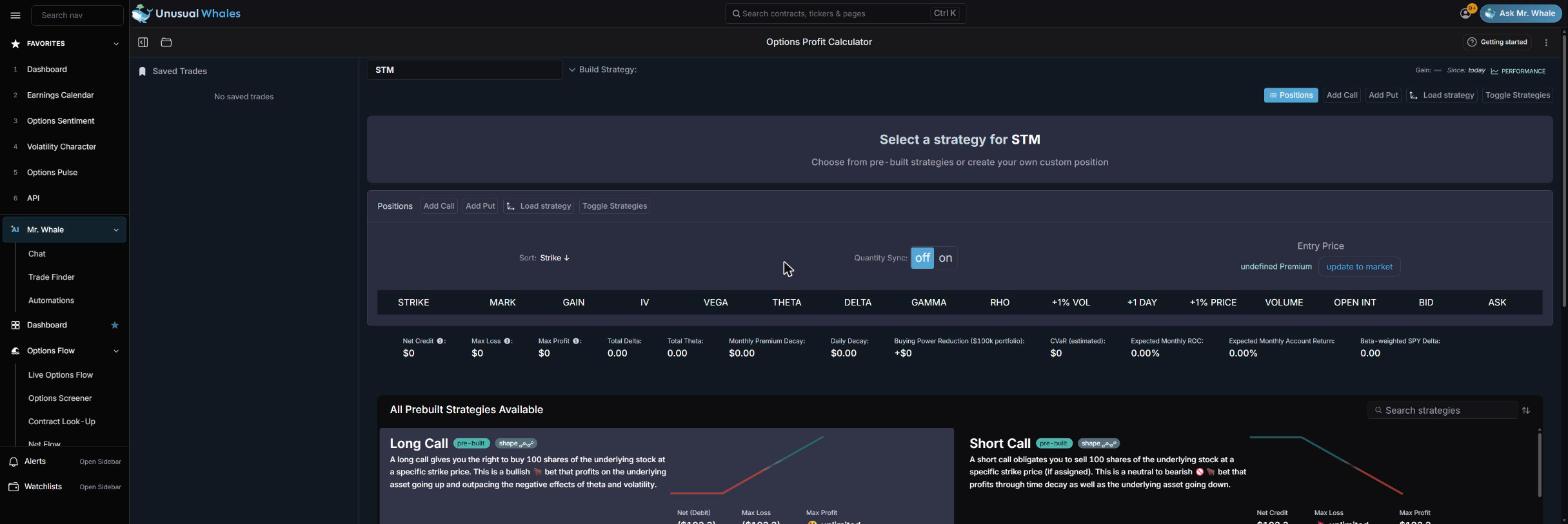 Search nav
Unusual Whales
Search contracts, tickers & pages
Ctrl K
9+
Ask Mr. Whale
FAVORITES
1 Dashboard
2 Earnings Calendar
3 Options Sentiment
4 Volatility Character
5 Options Pulse
6 API
AI Mr. Whale
Chat
Trade Finder
Automations
Dashboard
Options Flow
Live Options Flow
Options Screener
Contract Look-Up
Net Flow
Alerts Open Sidebar
Watchlists Open Sidebar
Options Profit Calculator
Getting started
Saved Trades
No saved trades
STM
Build Strategy:
Gain: — Since: today PERFORMANCE
Positions Add Call Add Put Load strategy Toggle Strategies
Select a strategy for STM
Choose from pre-built strategies or create your own custom position
Positions Add Call Add Put Load strategy Toggle Strategies
Sort: Strike ↓
Quantity Sync: off on
Entry Price
undefined Premium update to market
STRIKE MARK GAIN IV VEGA THETA DELTA GAMMA RHO +1% VOL +1 DAY +1% PRICE VOLUME OPEN INT BID ASK
Net Credit : Max Loss : Max Profit : Total Delta: Total Theta: Monthly Premium Decay: Daily Decay: Buying Power Reduction ($100k portfolio): CVaR (estimated): Expected Monthly ROC: Expected Monthly Account Return: Beta-weighted SPY Delta:
$0 $0 $0 0.00 0.00 $0.00 $0.00 +$0 $0 0.00% 0.00% 0.00
All Prebuilt Strategies Available
Search strategies
Long Call pre-built shape
A long call gives you the right to buy 100 shares of the underlying stock at
a specific strike price. This is a bullish 🐂 bet that profits on the underlying
asset going up and outpacing the negative effects of theta and volatility.
Net (Debit) Max Loss Max Profit
Short Call pre-built shape
A short call obligates you to sell 100 shares of the underlying stock at a
specific strike price (if assigned). This is a neutral to bearish 🚫 🐂 bet that
profits through time decay as well as the underlying asset going down.
Net Credit Max Loss Max Profit